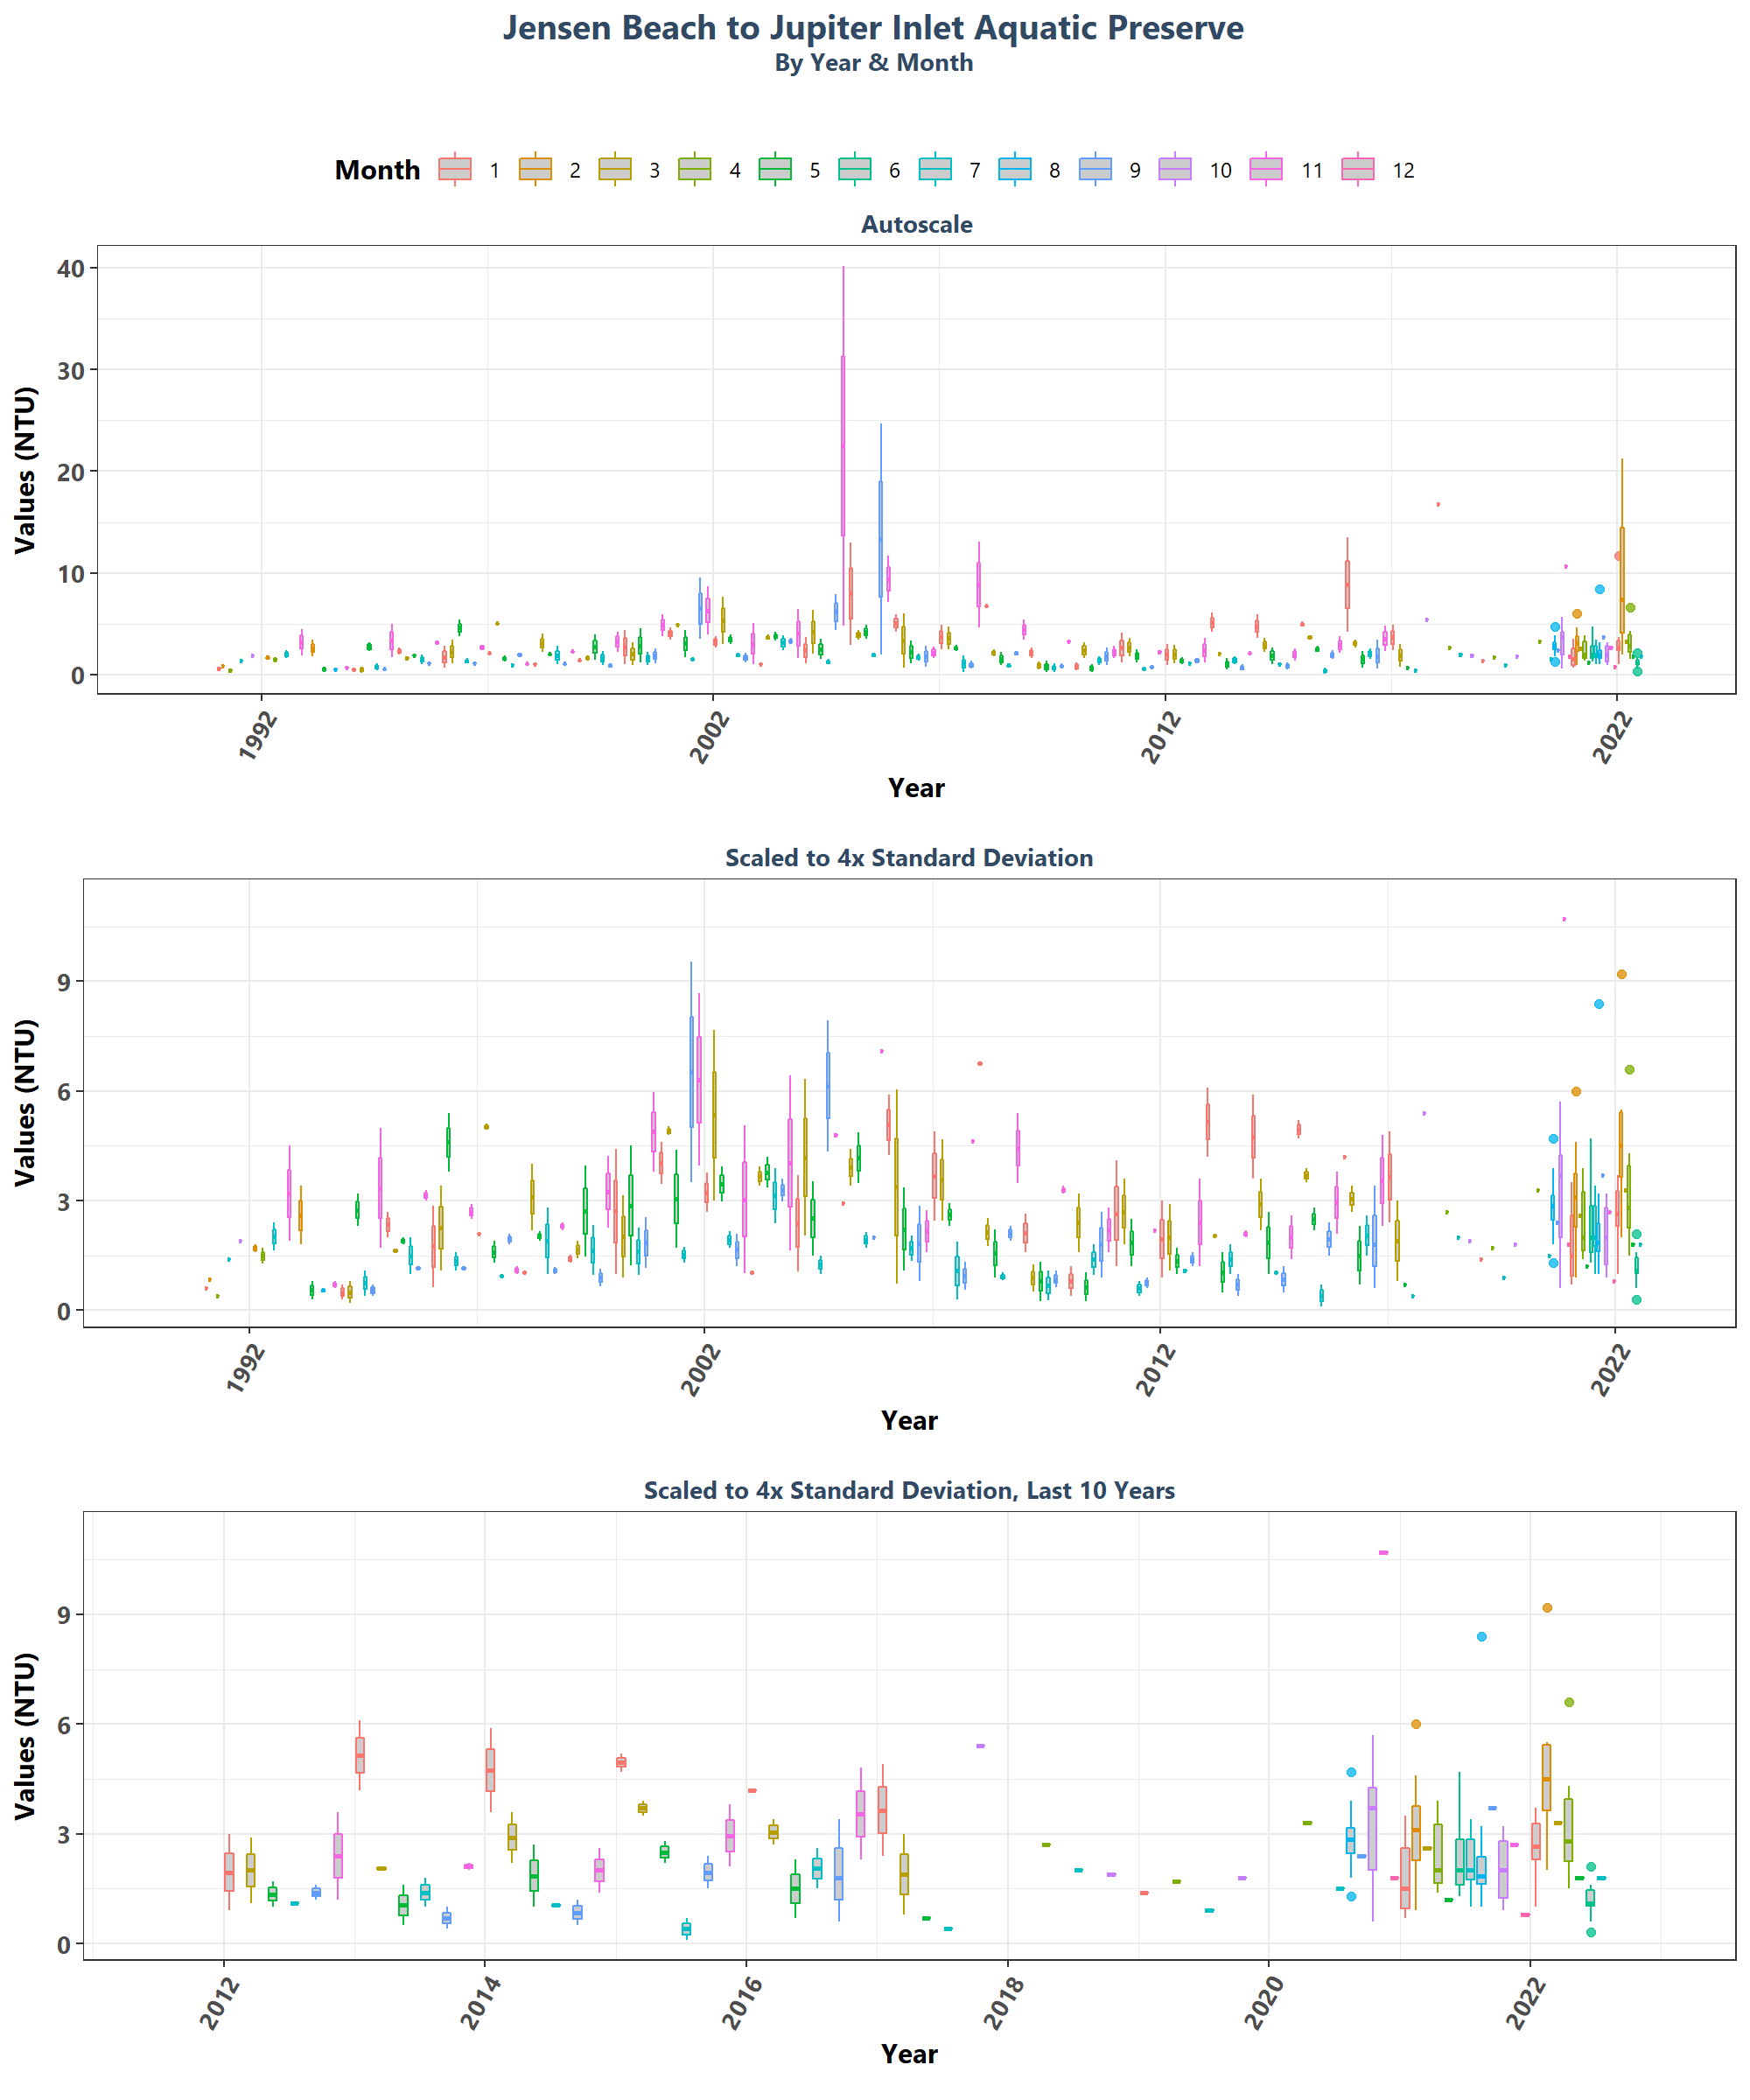 Jensen Beach to Jupiter Inlet Aquatic Preserve
By Year & Month
Month 1 2 3 4 5 6 7 8 9 10 11 12
Autoscale
Values (NTU)
40
30
20
10
0
1992 2002 2012 2022
Year
Scaled to 4x Standard Deviation
Values (NTU)
9
6
3
0
1992 2002 2012 2022
Year
Scaled to 4x Standard Deviation, Last 10 Years
Values (NTU)
9
6
3
0
2012 2014 2016 2018 2020 2022
Year